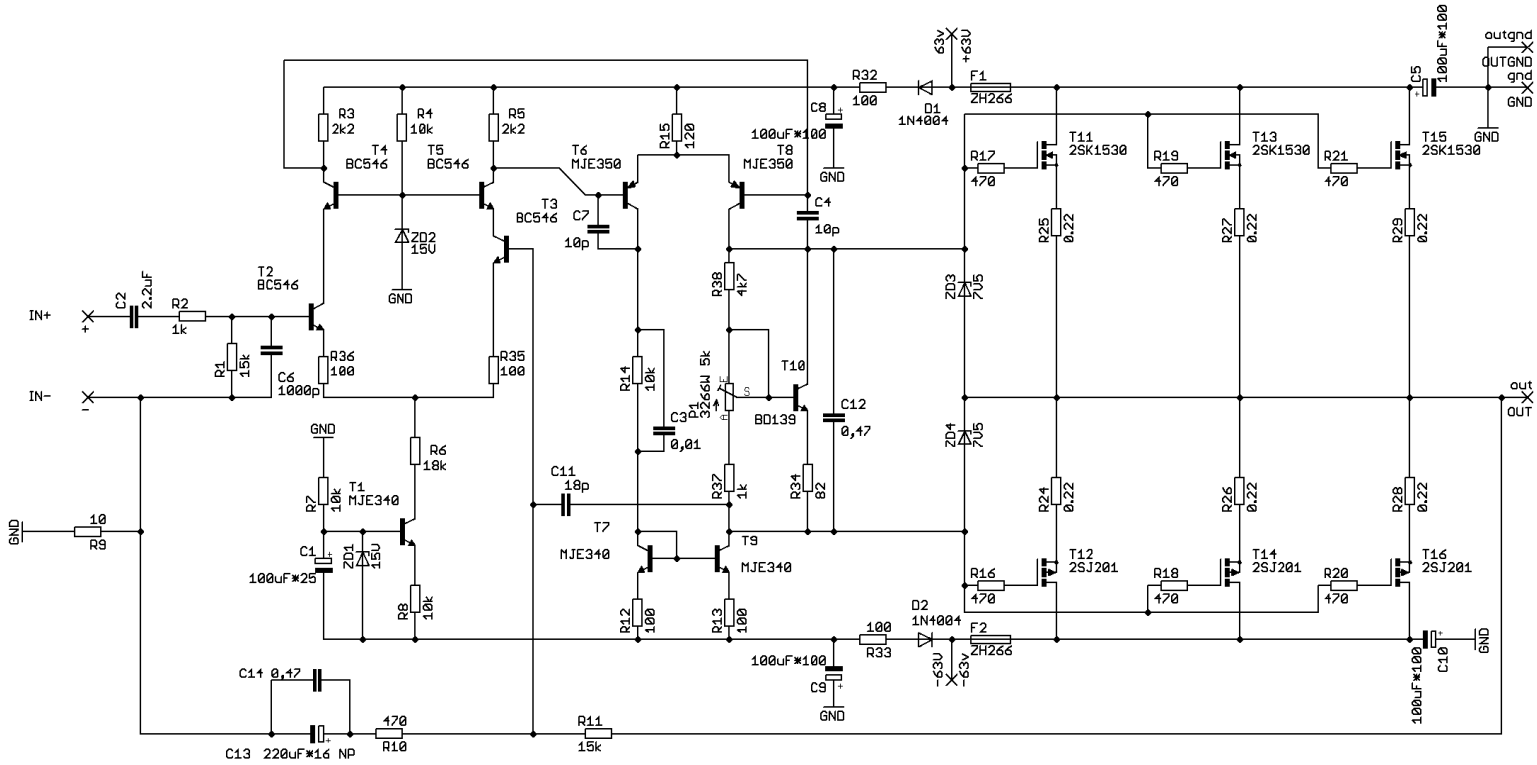 63v
+63V
100uF*100
C5
outgnd
OUTGND
gnd
GND
GND
R32
100
D1
1N4004
F1
ZH266
C8
100uF*100
GND
R3
2k2
R4
10k
R5
2k2
T4
BC546
T5
BC546
T6
MJE350
R15
120
T8
MJE350
T11
2SK1530
T13
2SK1530
T15
2SK1530
R17
470
R19
470
R21
470
T3
BC546
C7
10p
C4
10p
R25
0.22
R27
0.22
R29
0.22
ZD2
15V
GND
T2
BC546
IN+
+
C2
2.2uF
R2
1k
R38
4k7
ZD3
7V5
R1
15k
C6
1000p
R36
100
R35
100
R14
10k
P1
3266W 5k
E
S
A
T10
BD139
IN-
-
out
OUT
C12
0,47
C3
0,01
ZD4
7V5
GND
R6
18k
R7
10k
T1
MJE340
C11
18p
R37
1k
R34
82
R24
0.22
R26
0.22
R28
0.22
GND
10
R9
C1
100uF*25
ZD1
15V
T7
MJE340
T9
MJE340
T12
2SJ201
T14
2SJ201
T16
2SJ201
R16
470
R18
470
R20
470
R8
10k
R12
100
R13
100
D2
1N4004
100
R33
F2
ZH266
100uF*100
C9
GND
-63V
-63v
100uF*100
C10
GND
C14 0,47
C13 220uF*16 NP
470
R10
R11
15k